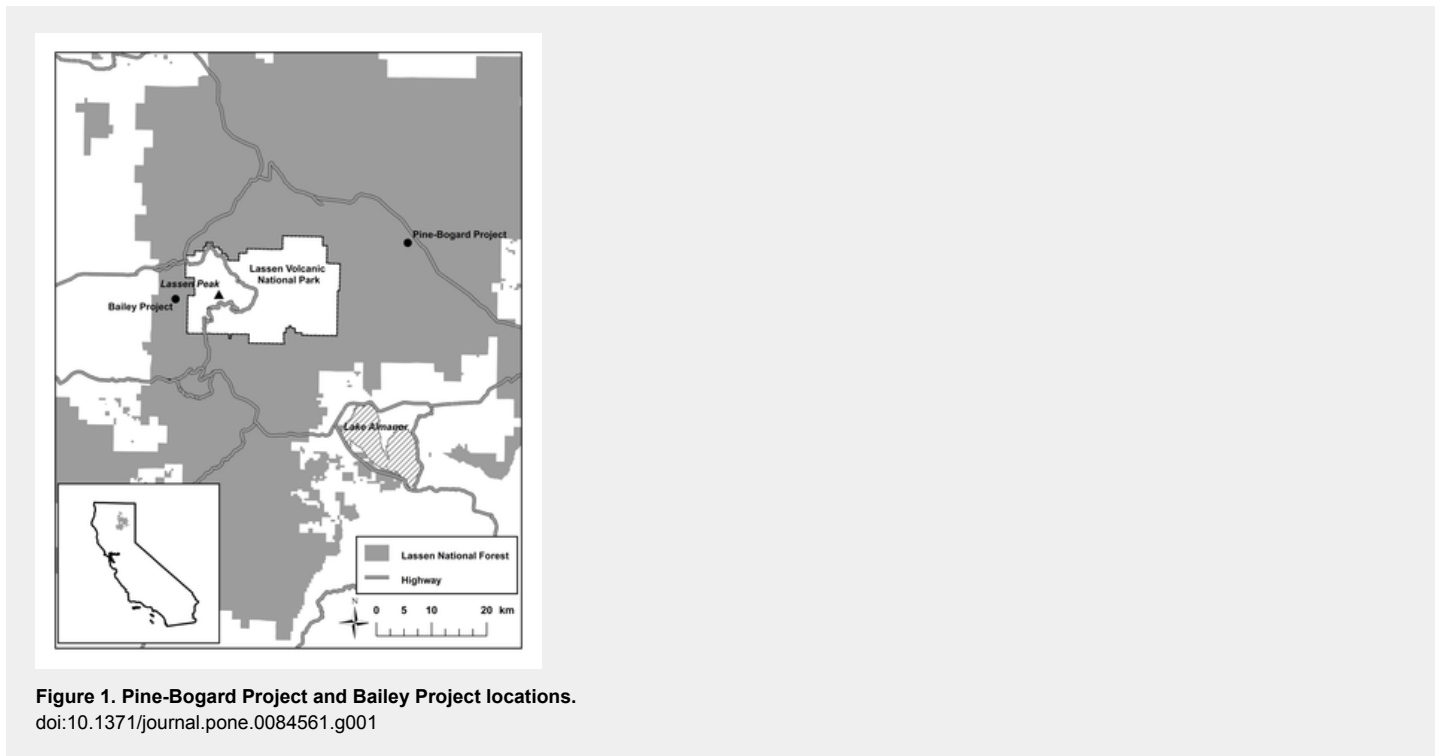 Pine-Bogard Project
Lassen Volcanic
National Park
Lassen Peak
Bailey Project
Lake Almanor
Lassen National Forest
Highway
N
0 5 10 20 km
Figure 1. Pine-Bogard Project and Bailey Project locations.
doi:10.1371/journal.pone.0084561.g001